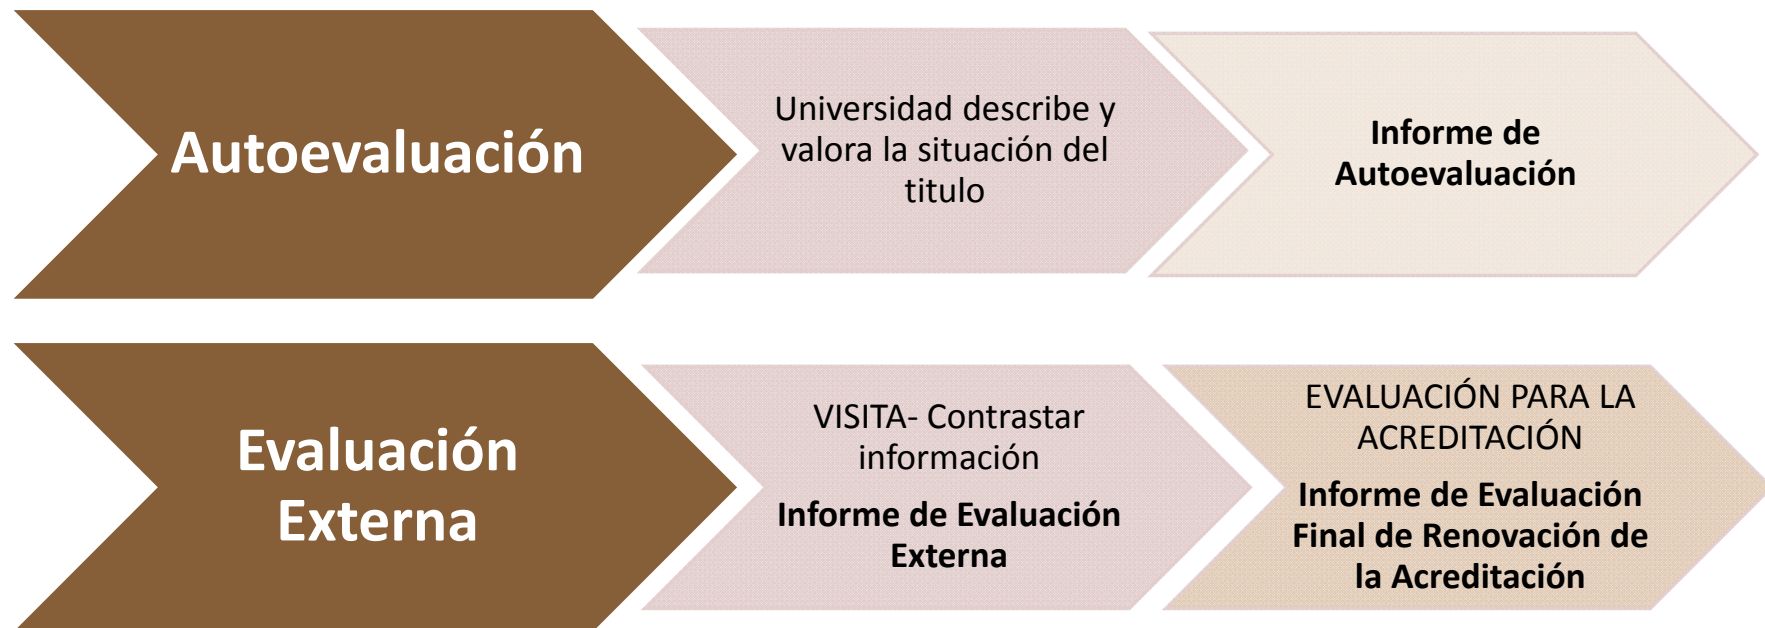 Autoevaluación
Universidad describe y
valora la situación del
titulo
Informe de
Autoevaluación
Evaluación
Externa
VISITA- Contrastar
información
Informe de Evaluación
Externa
EVALUACIÓN PARA LA
ACREDITACIÓN
Informe de Evaluación
Final de Renovación de
la Acreditación